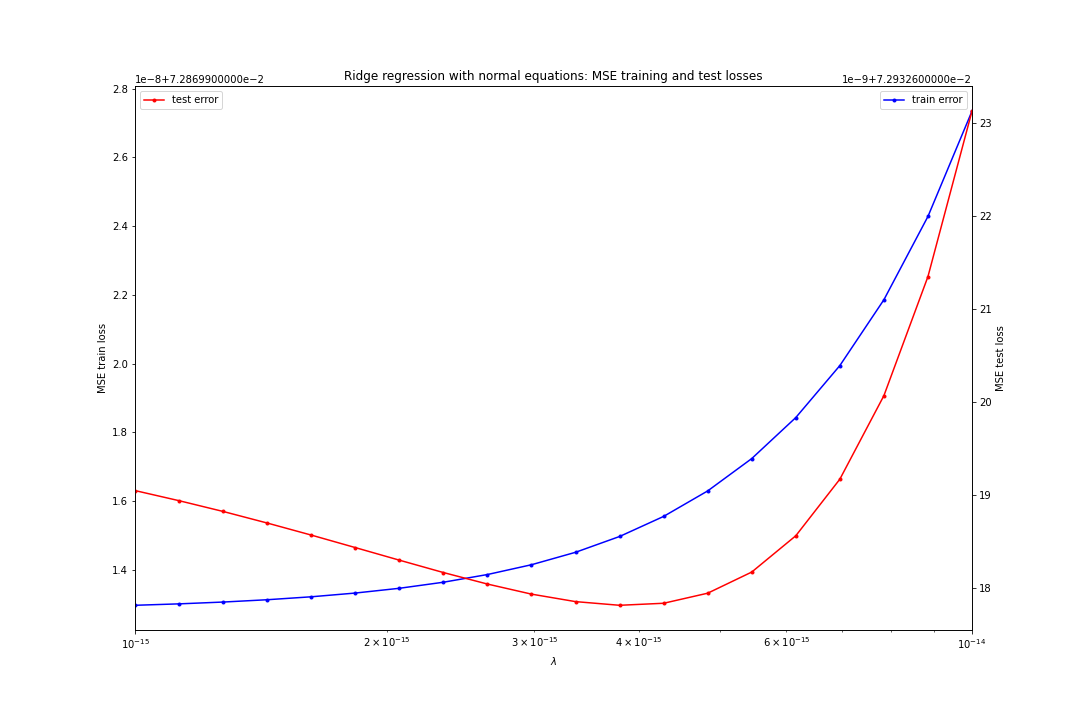 Ridge regression with normal equations: MSE training and test losses
1e−8+7.2869900000e−2
1e−9+7.2932600000e−2
test error
train error
MSE train loss
2.8
2.6
2.4
2.2
2.0
1.8
1.6
1.4
MSE test loss
23
22
21
20
19
18
10⁻¹⁵
2 × 10⁻¹⁵
3 × 10⁻¹⁵
4 × 10⁻¹⁵
6 × 10⁻¹⁵
10⁻¹⁴
λ